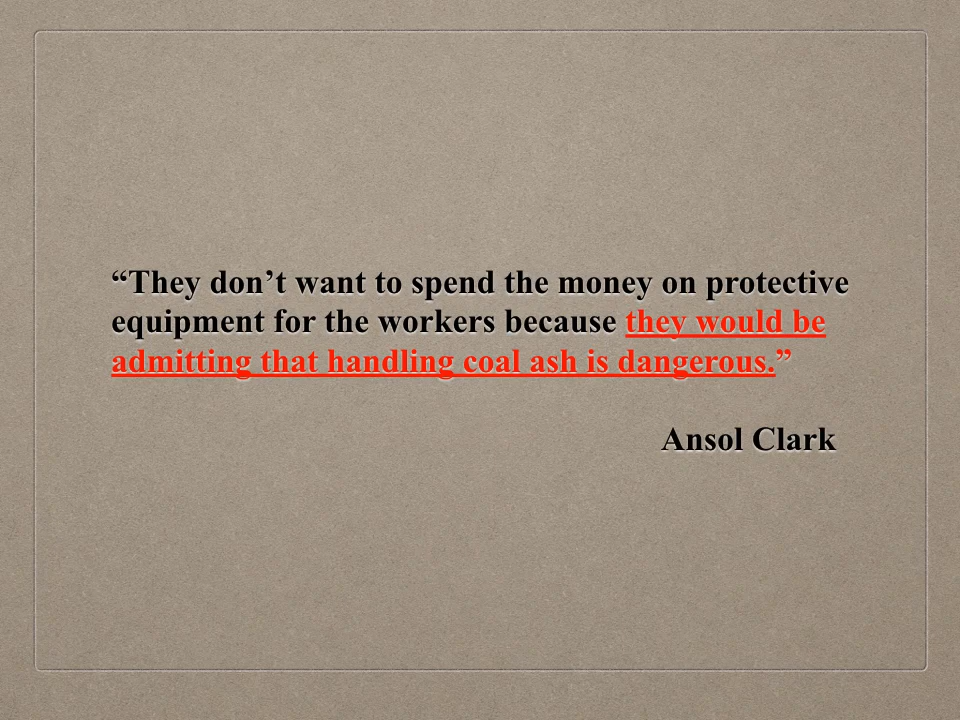 “They don’t want to spend the money on protective
equipment for the workers because they would be
admitting that handling coal ash is dangerous.”
Ansol Clark